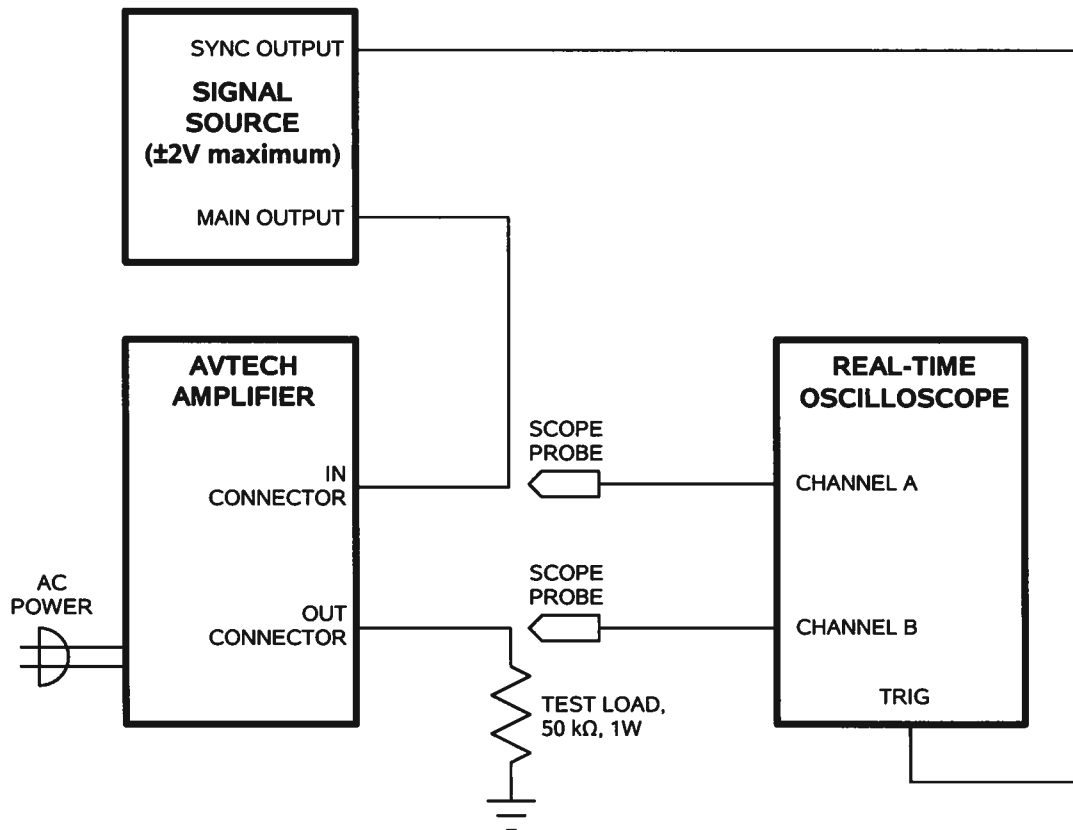 SYNC OUTPUT
SIGNAL
SOURCE
(±2V maximum)
MAIN OUTPUT
AVTECH
AMPLIFIER
IN
CONNECTOR
OUT
CONNECTOR
AC
POWER
SCOPE
PROBE
SCOPE
PROBE
TEST LOAD,
50 kΩ, 1W
REAL-TIME
OSCILLOSCOPE
CHANNEL A
CHANNEL B
TRIG